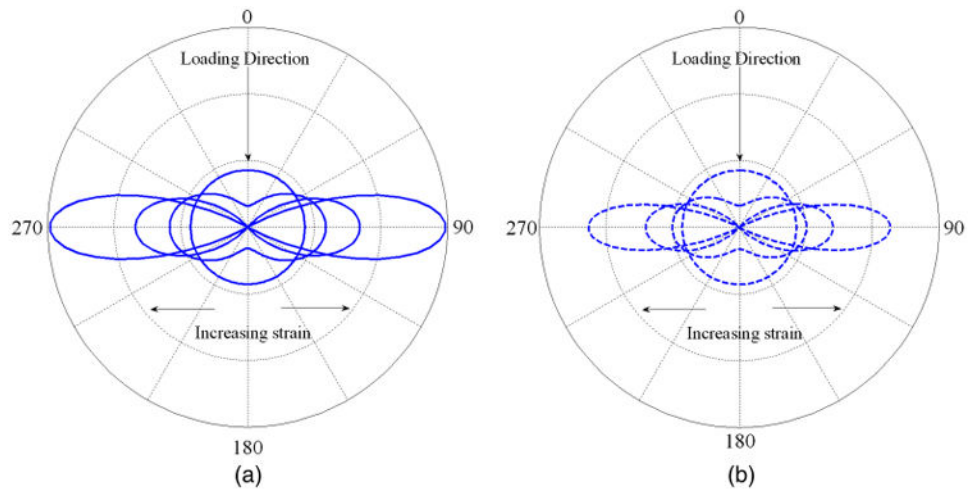 0
Loading Direction
270
90
Increasing strain
180
(a)
0
Loading Direction
270
90
Increasing strain
180
(b)